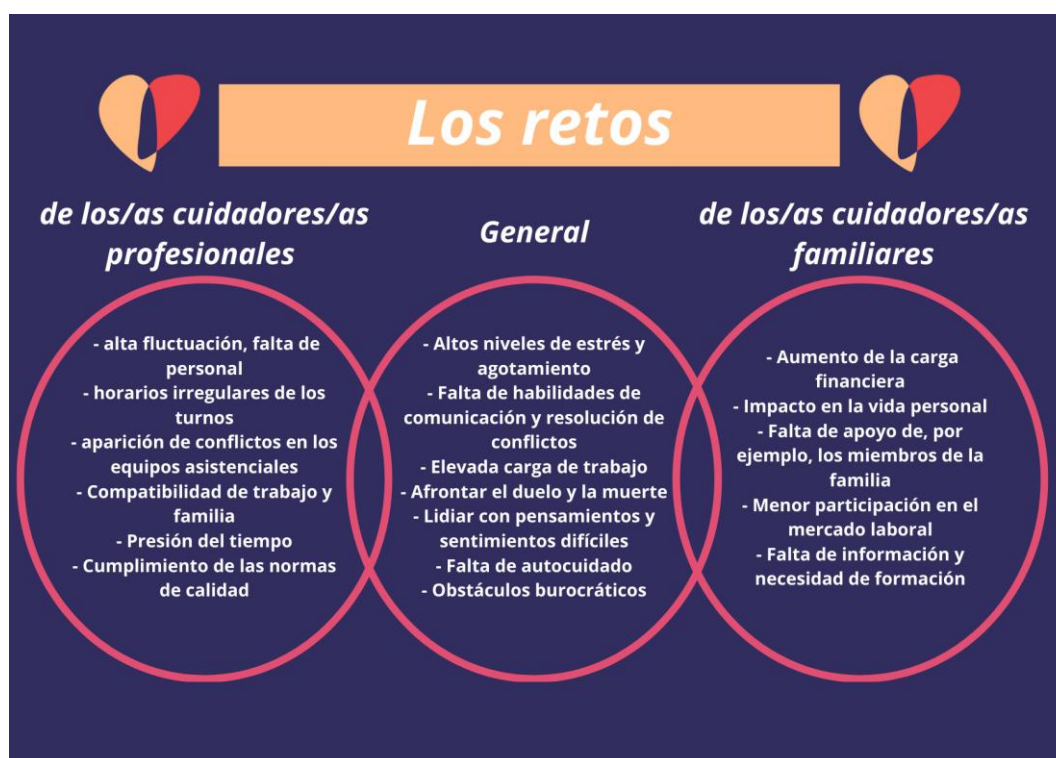 Los retos
de los/as cuidadores/as
profesionales
- alta fluctuación, falta de
personal
- horarios irregulares de los
turnos
- aparición de conflictos en los
equipos asistenciales
- Compatibilidad de trabajo y
familia
- Presión del tiempo
- Cumplimiento de las normas
de calidad
General
- Altos niveles de estrés y
agotamiento
- Falta de habilidades de
comunicación y resolución de
conflictos
- Elevada carga de trabajo
- Afrontar el duelo y la muerte
- Lidiar con pensamientos y
sentimientos difíciles
- Falta de autocuidado
- Obstáculos burocráticos
de los/as cuidadores/as
familiares
- Aumento de la carga
financiera
- Impacto en la vida personal
- Falta de apoyo de, por
ejemplo, los miembros de la
familia
- Menor participación en el
mercado laboral
- Falta de información y
necesidad de formación